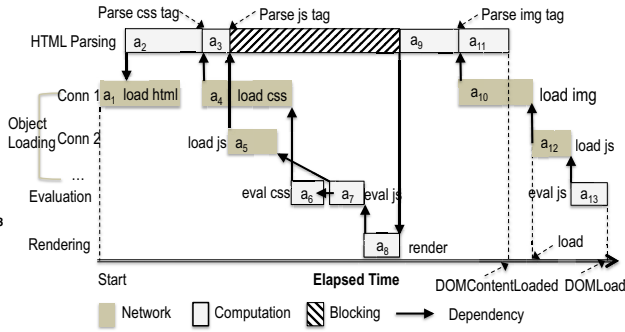 Parse css tag
Parse js tag
Parse img tag
HTML Parsing
a2
a3
a9
a11
Conn 1
a1 load html
a4 load css
a10
load img
Object
Loading
Conn 2
load js
a5
a12
load js
...
Evaluation
eval css
a6
a7
eval js
eval js
a13
3
Rendering
a8
render
load
Start
Elapsed Time
DOMContentLoaded
DOMLoad
Network
Computation
Blocking
Dependency